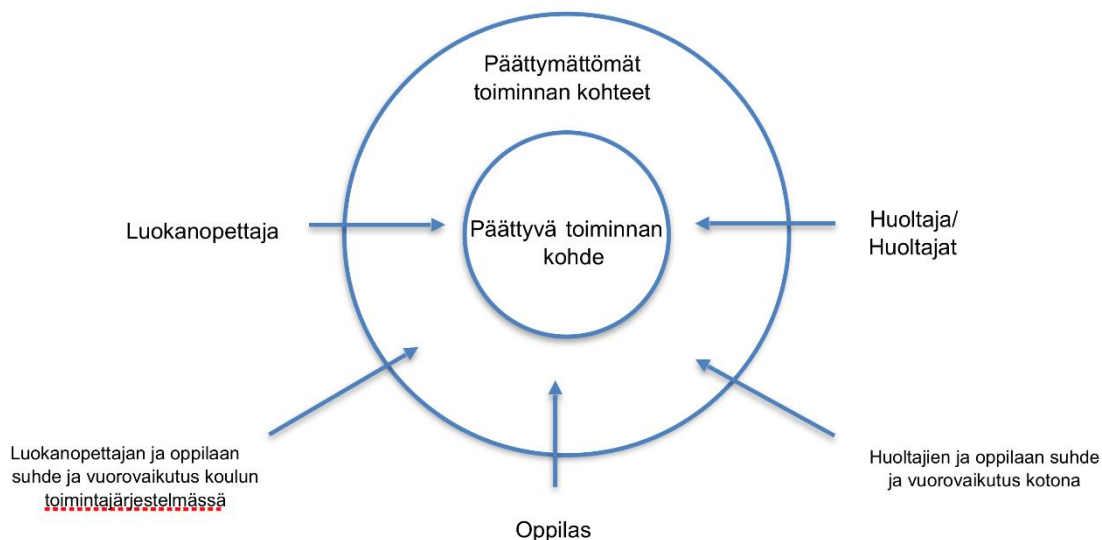 Päättymättömät
toiminnan kohteet
Päättyvä toiminnan
kohde
Luokanopettaja
Huoltaja/
Huoltajat
Luokanopettajan ja oppilaan
suhde ja vuorovaikutus koulun
toimintajärjestelmässä
Huoltajien ja oppilaan suhde
ja vuorovaikutus kotona
Oppilas